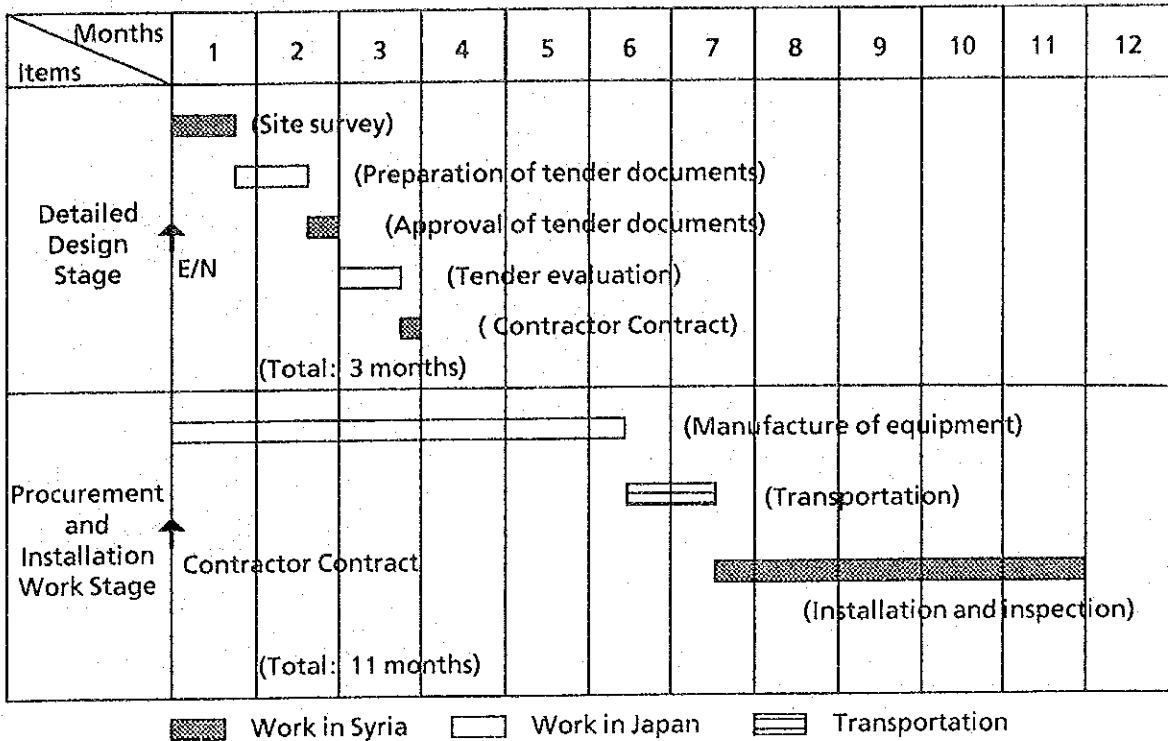 Months
Items
1 2 3 4 5 6 7 8 9 10 11 12
Detailed
Design
Stage
E/N
(Site survey)
(Preparation of tender documents)
(Approval of tender documents)
(Tender evaluation)
( Contractor Contract)
(Total: 3 months)
Procurement
and
Installation
Work Stage
(Manufacture of equipment)
(Transportation)
Contractor Contract
(Installation and inspection)
(Total: 11 months)
Work in Syria Work in Japan Transportation